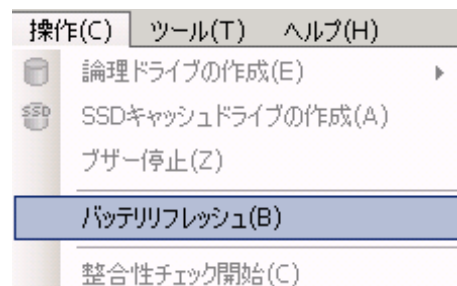 操作(C) ツール(T) ヘルプ(H)
論理ドライブの作成(E)
SSD SSDキャッシュドライブの作成(A)
ブザー停止(Z)
バッテリリフレッシュ(B)
整合性チェック開始(C)